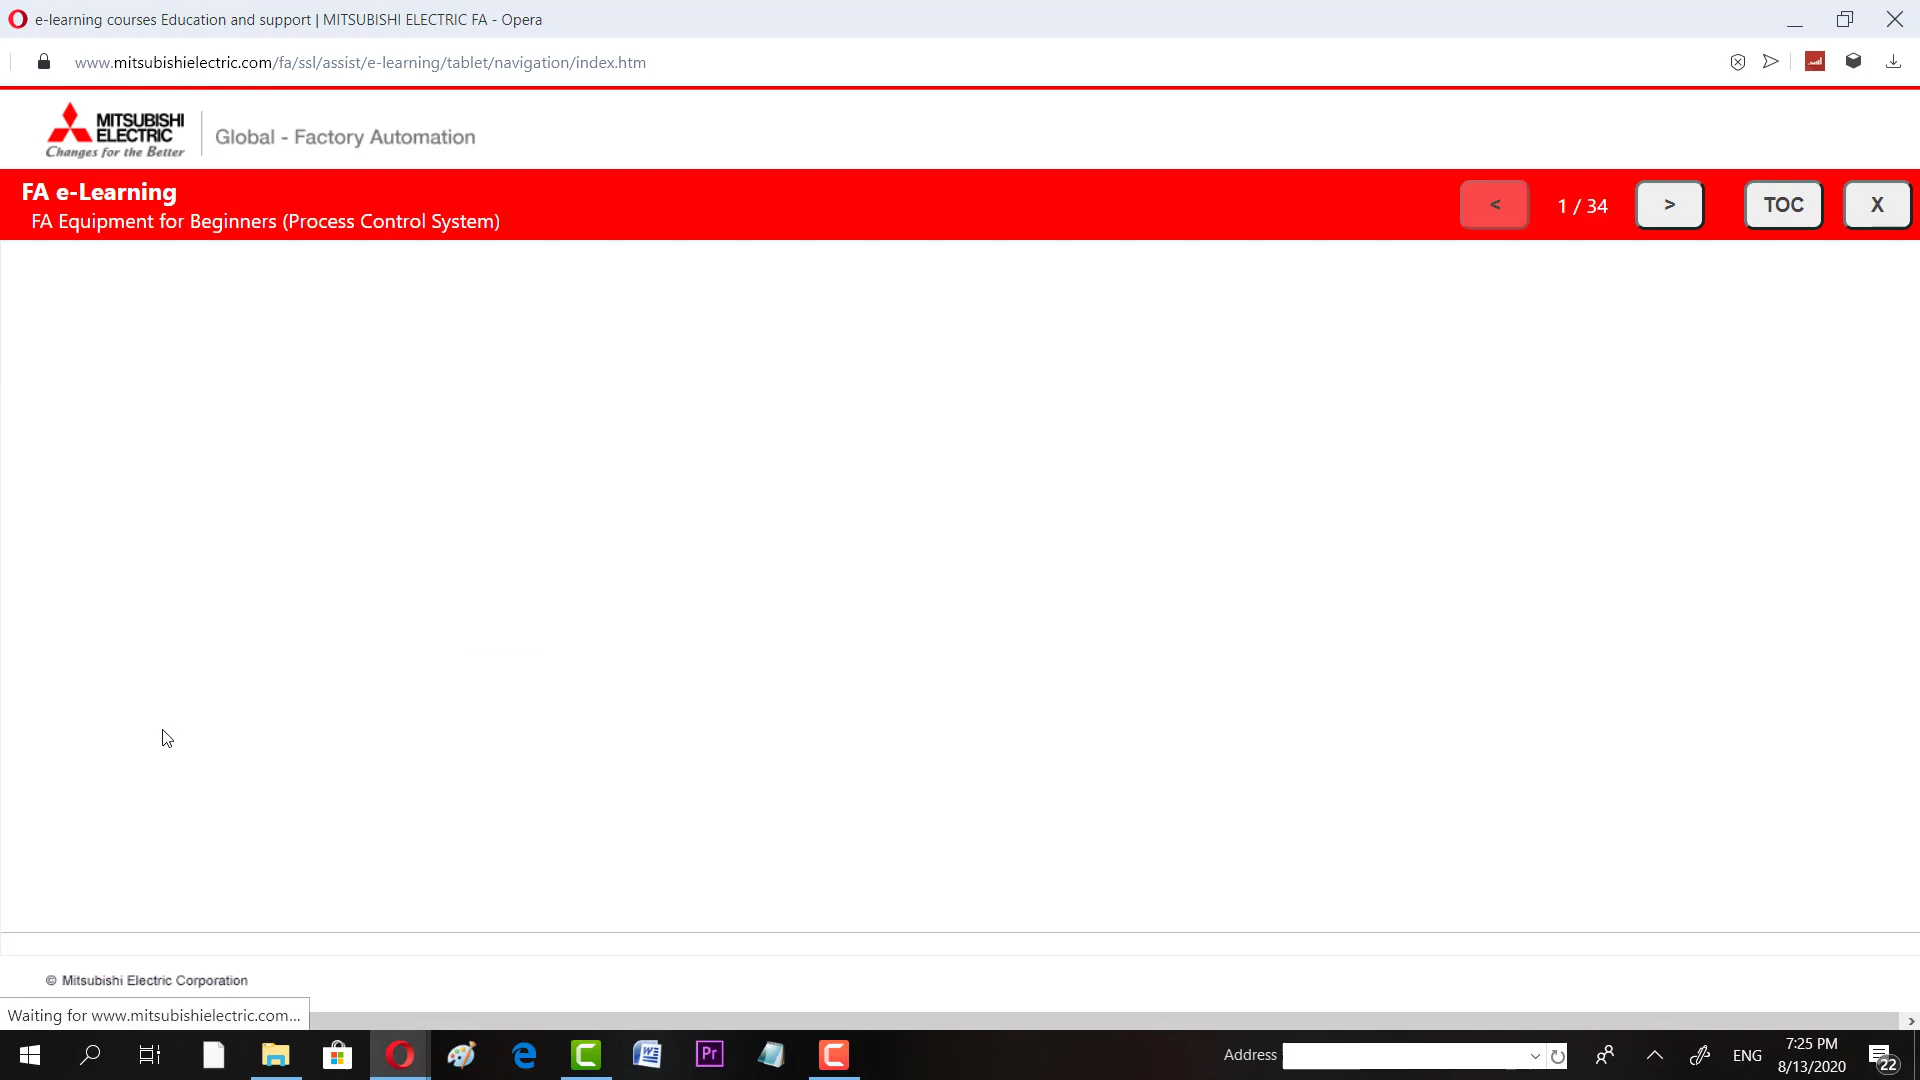 e-learning courses Education and support | MITSUBISHI ELECTRIC FA - Opera
www.mitsubishielectric.com/fa/ssl/assist/e-learning/tablet/navigation/index.htm
MITSUBISHI
ELECTRIC
Changes for the Better
Global - Factory Automation
FA e-Learning
FA Equipment for Beginners (Process Control System)
< 1 / 34 > TOC X
© Mitsubishi Electric Corporation
Waiting for www.mitsubishielectric.com...
Address
ENG
7:25 PM
8/13/2020
22
W
Pr